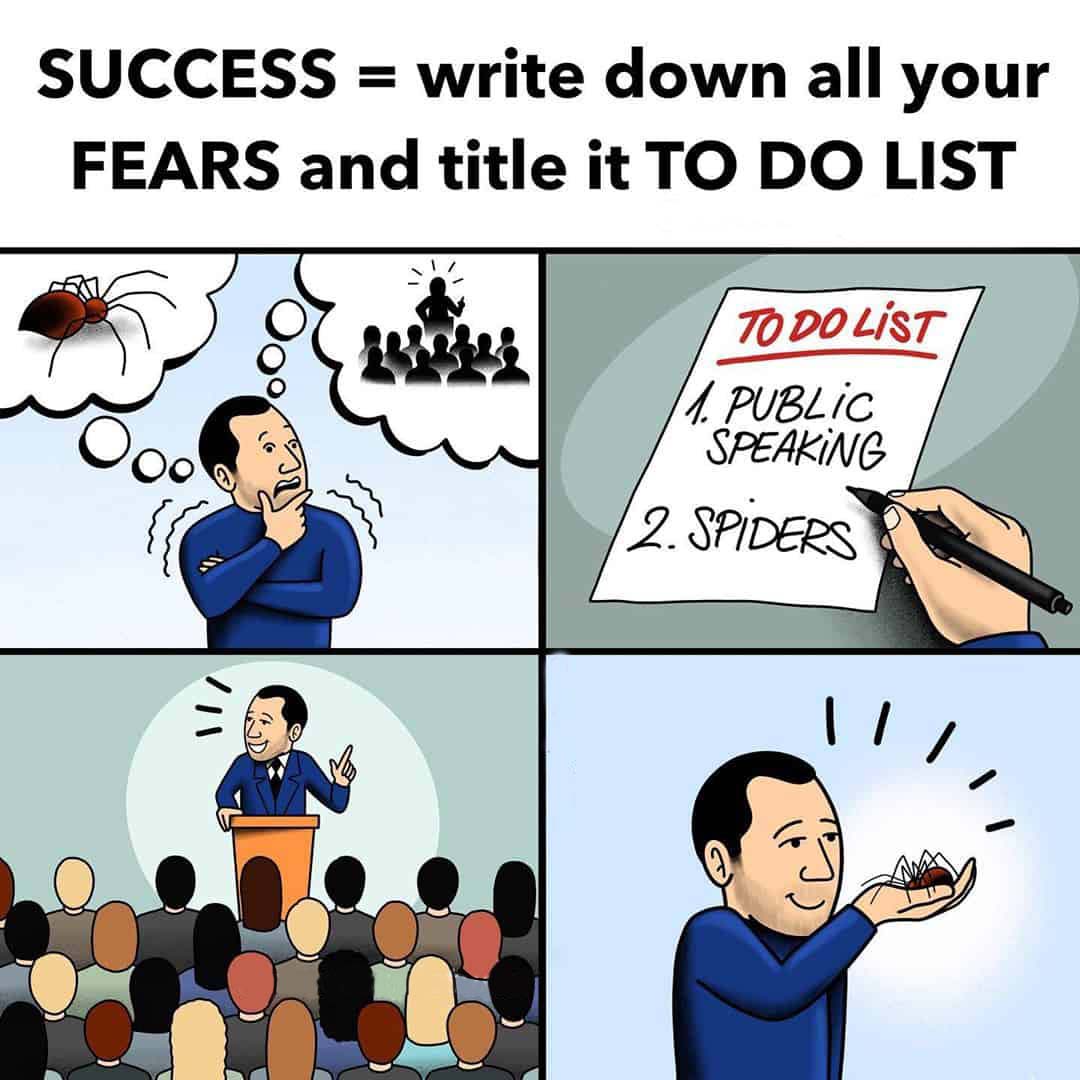 SUCCESS = write down all your
FEARS and title it TO DO LIST
TO DO LiST
1. PUBLiC
SPEAKiNG
2. SPiDERS